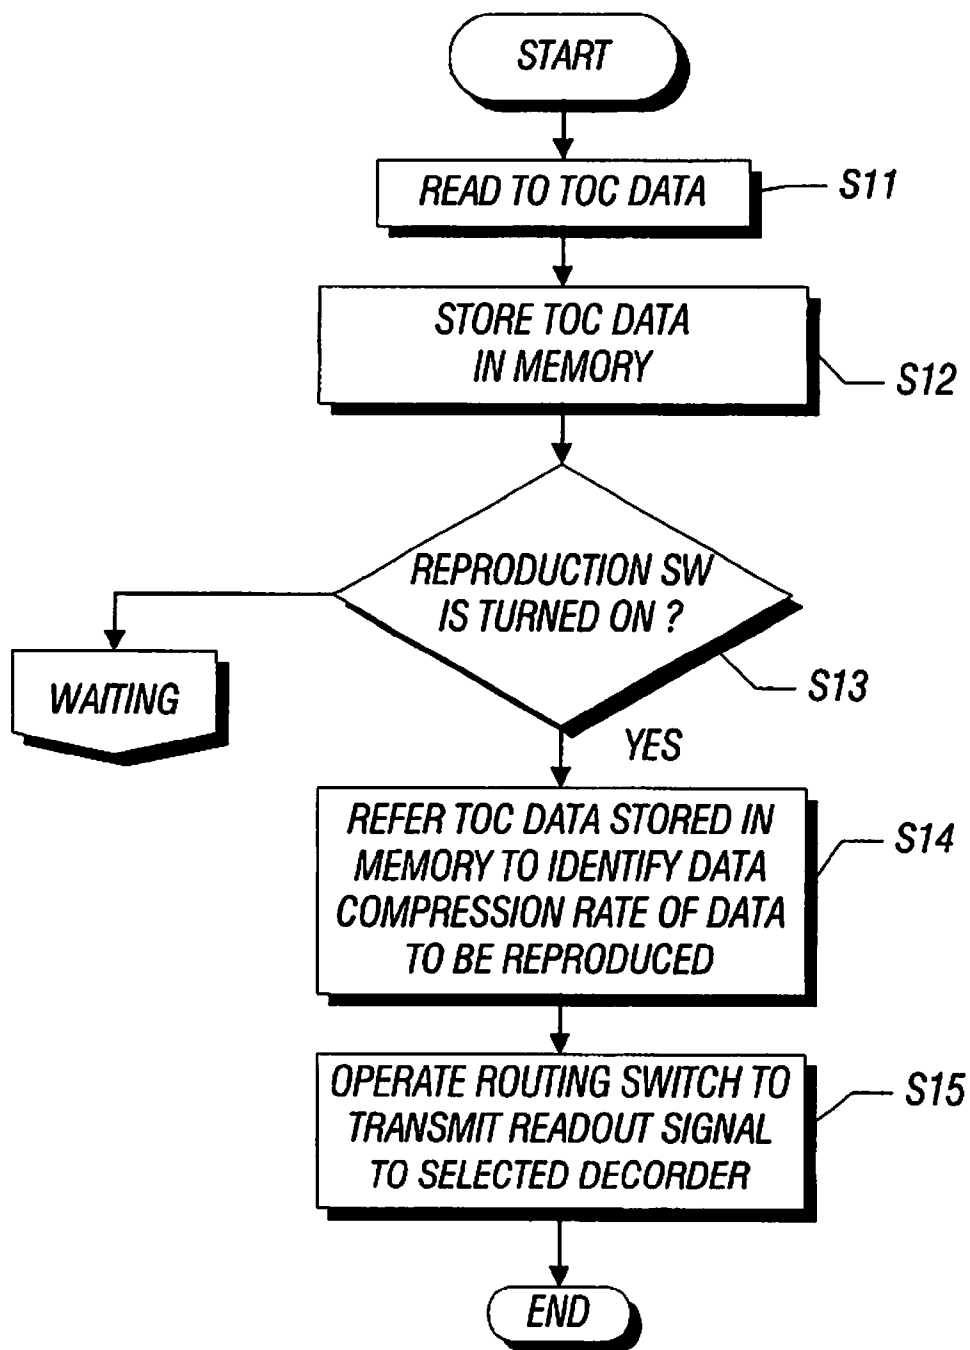 START
READ TO TOC DATA
S11
STORE TOC DATA
IN MEMORY
S12
REPRODUCTION SW
IS TURNED ON ?
S13
WAITING
YES
REFER TOC DATA STORED IN
MEMORY TO IDENTIFY DATA
COMPRESSION RATE OF DATA
TO BE REPRODUCED
S14
OPERATE ROUTING SWITCH TO
TRANSMIT READOUT SIGNAL
TO SELECTED DECORDER
S15
END